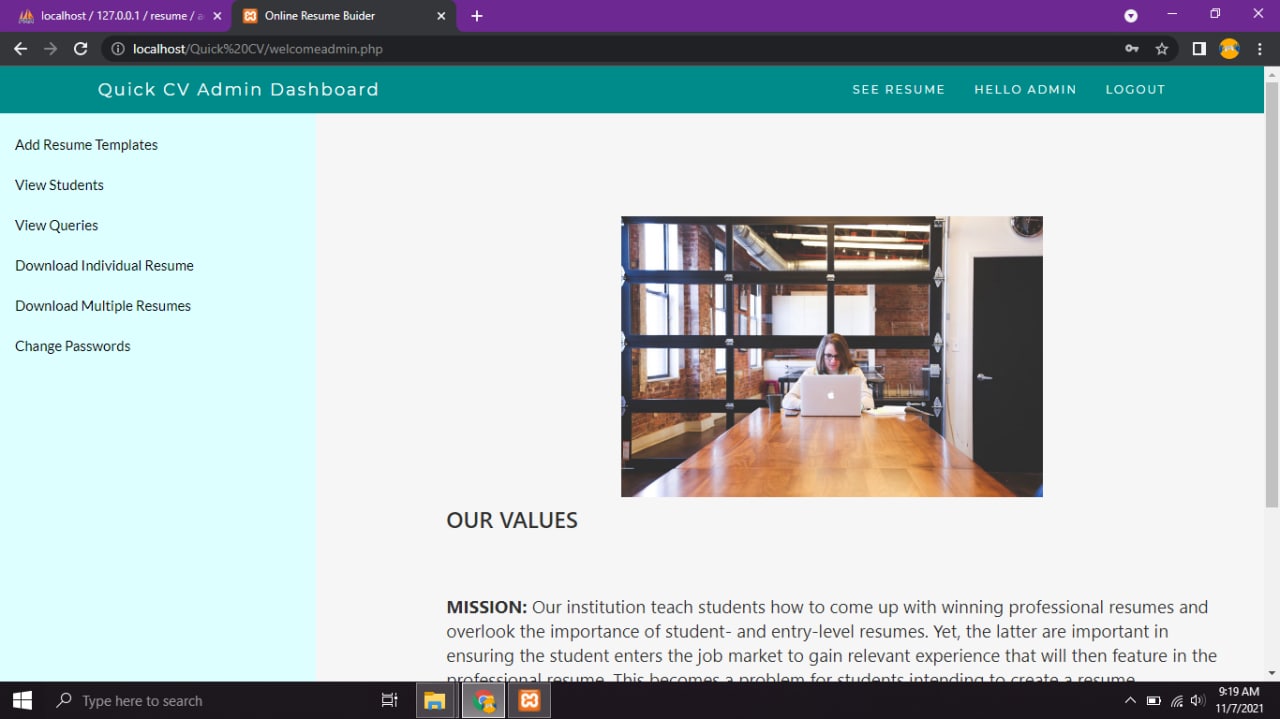 localhost / 127.0.0.1 / resume / a
Online Resume Buider
localhost/Quick%20CV/welcomeadmin.php
Quick CV Admin Dashboard
SEE RESUME
HELLO ADMIN
LOGOUT
Add Resume Templates
View Students
View Queries
Download Individual Resume
Download Multiple Resumes
Change Passwords
OUR VALUES
MISSION: Our institution teach students how to come up with winning professional resumes and
overlook the importance of student- and entry-level resumes. Yet, the latter are important in
ensuring the student enters the job market to gain relevant experience that will then feature in the
professional resume. This becomes a problem for students intending to create a resume
Type here to search
9:19 AM
11/7/2021